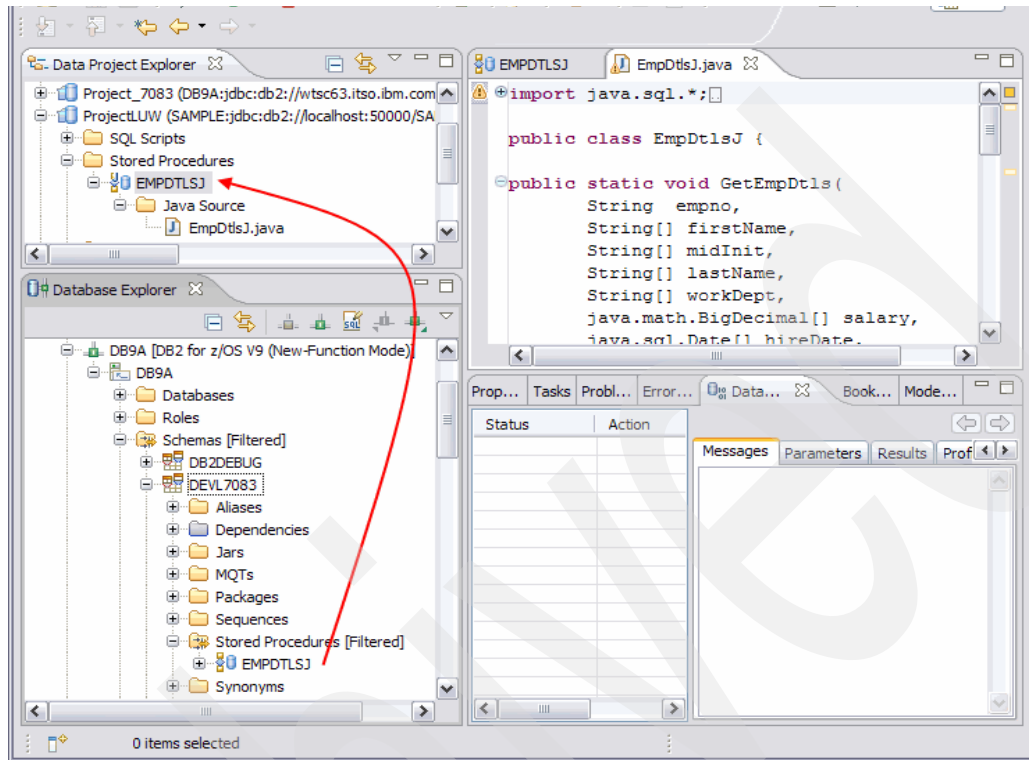 Data Project Explorer
Project_7083 (DB9A:jdbc:db2://wtsc63.itso.ibm.com
ProjectLUW (SAMPLE:jdbc:db2://localhost:50000/SA
SQL Scripts
Stored Procedures
EMPDTLSJ
Java Source
EmpDtlsJ.java
EMPDTLSJ
EmpDtlsJ.java
import java.sql.*;
public class EmpDtlsJ {
public static void GetEmpDtls(
String empno,
String[] firstName,
String[] midInit,
String[] lastName,
String[] workDept,
java.math.BigDecimal[] salary,
java.sql.Date[] hireDate,
Database Explorer
SQL
DB9A [DB2 for z/OS V9 (New-Function Mode)]
DB9A
Databases
Roles
Schemas [Filtered]
DB2DEBUG
DEVL7083
Aliases
Dependencies
Jars
MQTs
Packages
Sequences
Stored Procedures [Filtered]
EMPDTLSJ
Synonyms
Prop... Tasks Probl... Error... Data... Book... Mode...
Status Action
Messages Parameters Results Prof
0 items selected